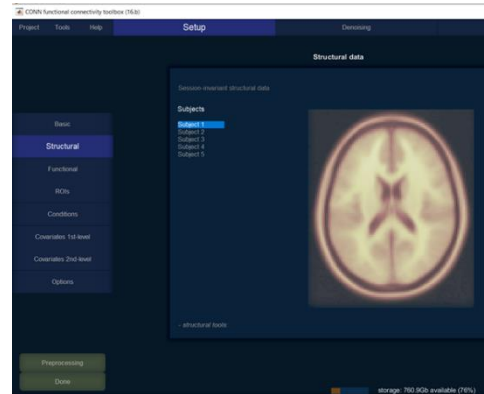 CONN functional connectivity toolbox (16.b)
Project Tools Help Setup Denoising
Structural data
Session-invariant structural data
Subjects
Subject 1
Subject 2
Subject 3
Subject 4
Subject 5
Basic
Structural
Functional
ROIs
Conditions
Covariates 1st-level
Covariates 2nd-level
Options
- structural tools
Preprocessing
Done
storage: 760.9Gb available (76%)